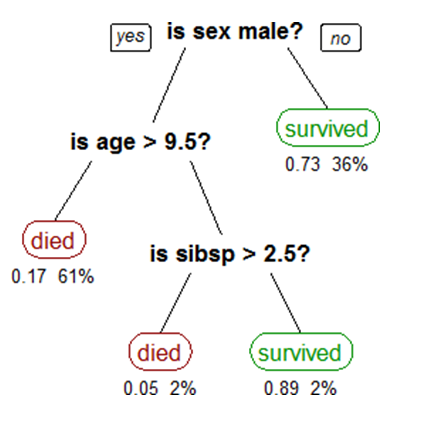 yes is sex male? no
survived
0.73 36%
is age > 9.5?
died
0.17 61%
is sibsp > 2.5?
died survived
0.05 2% 0.89 2%